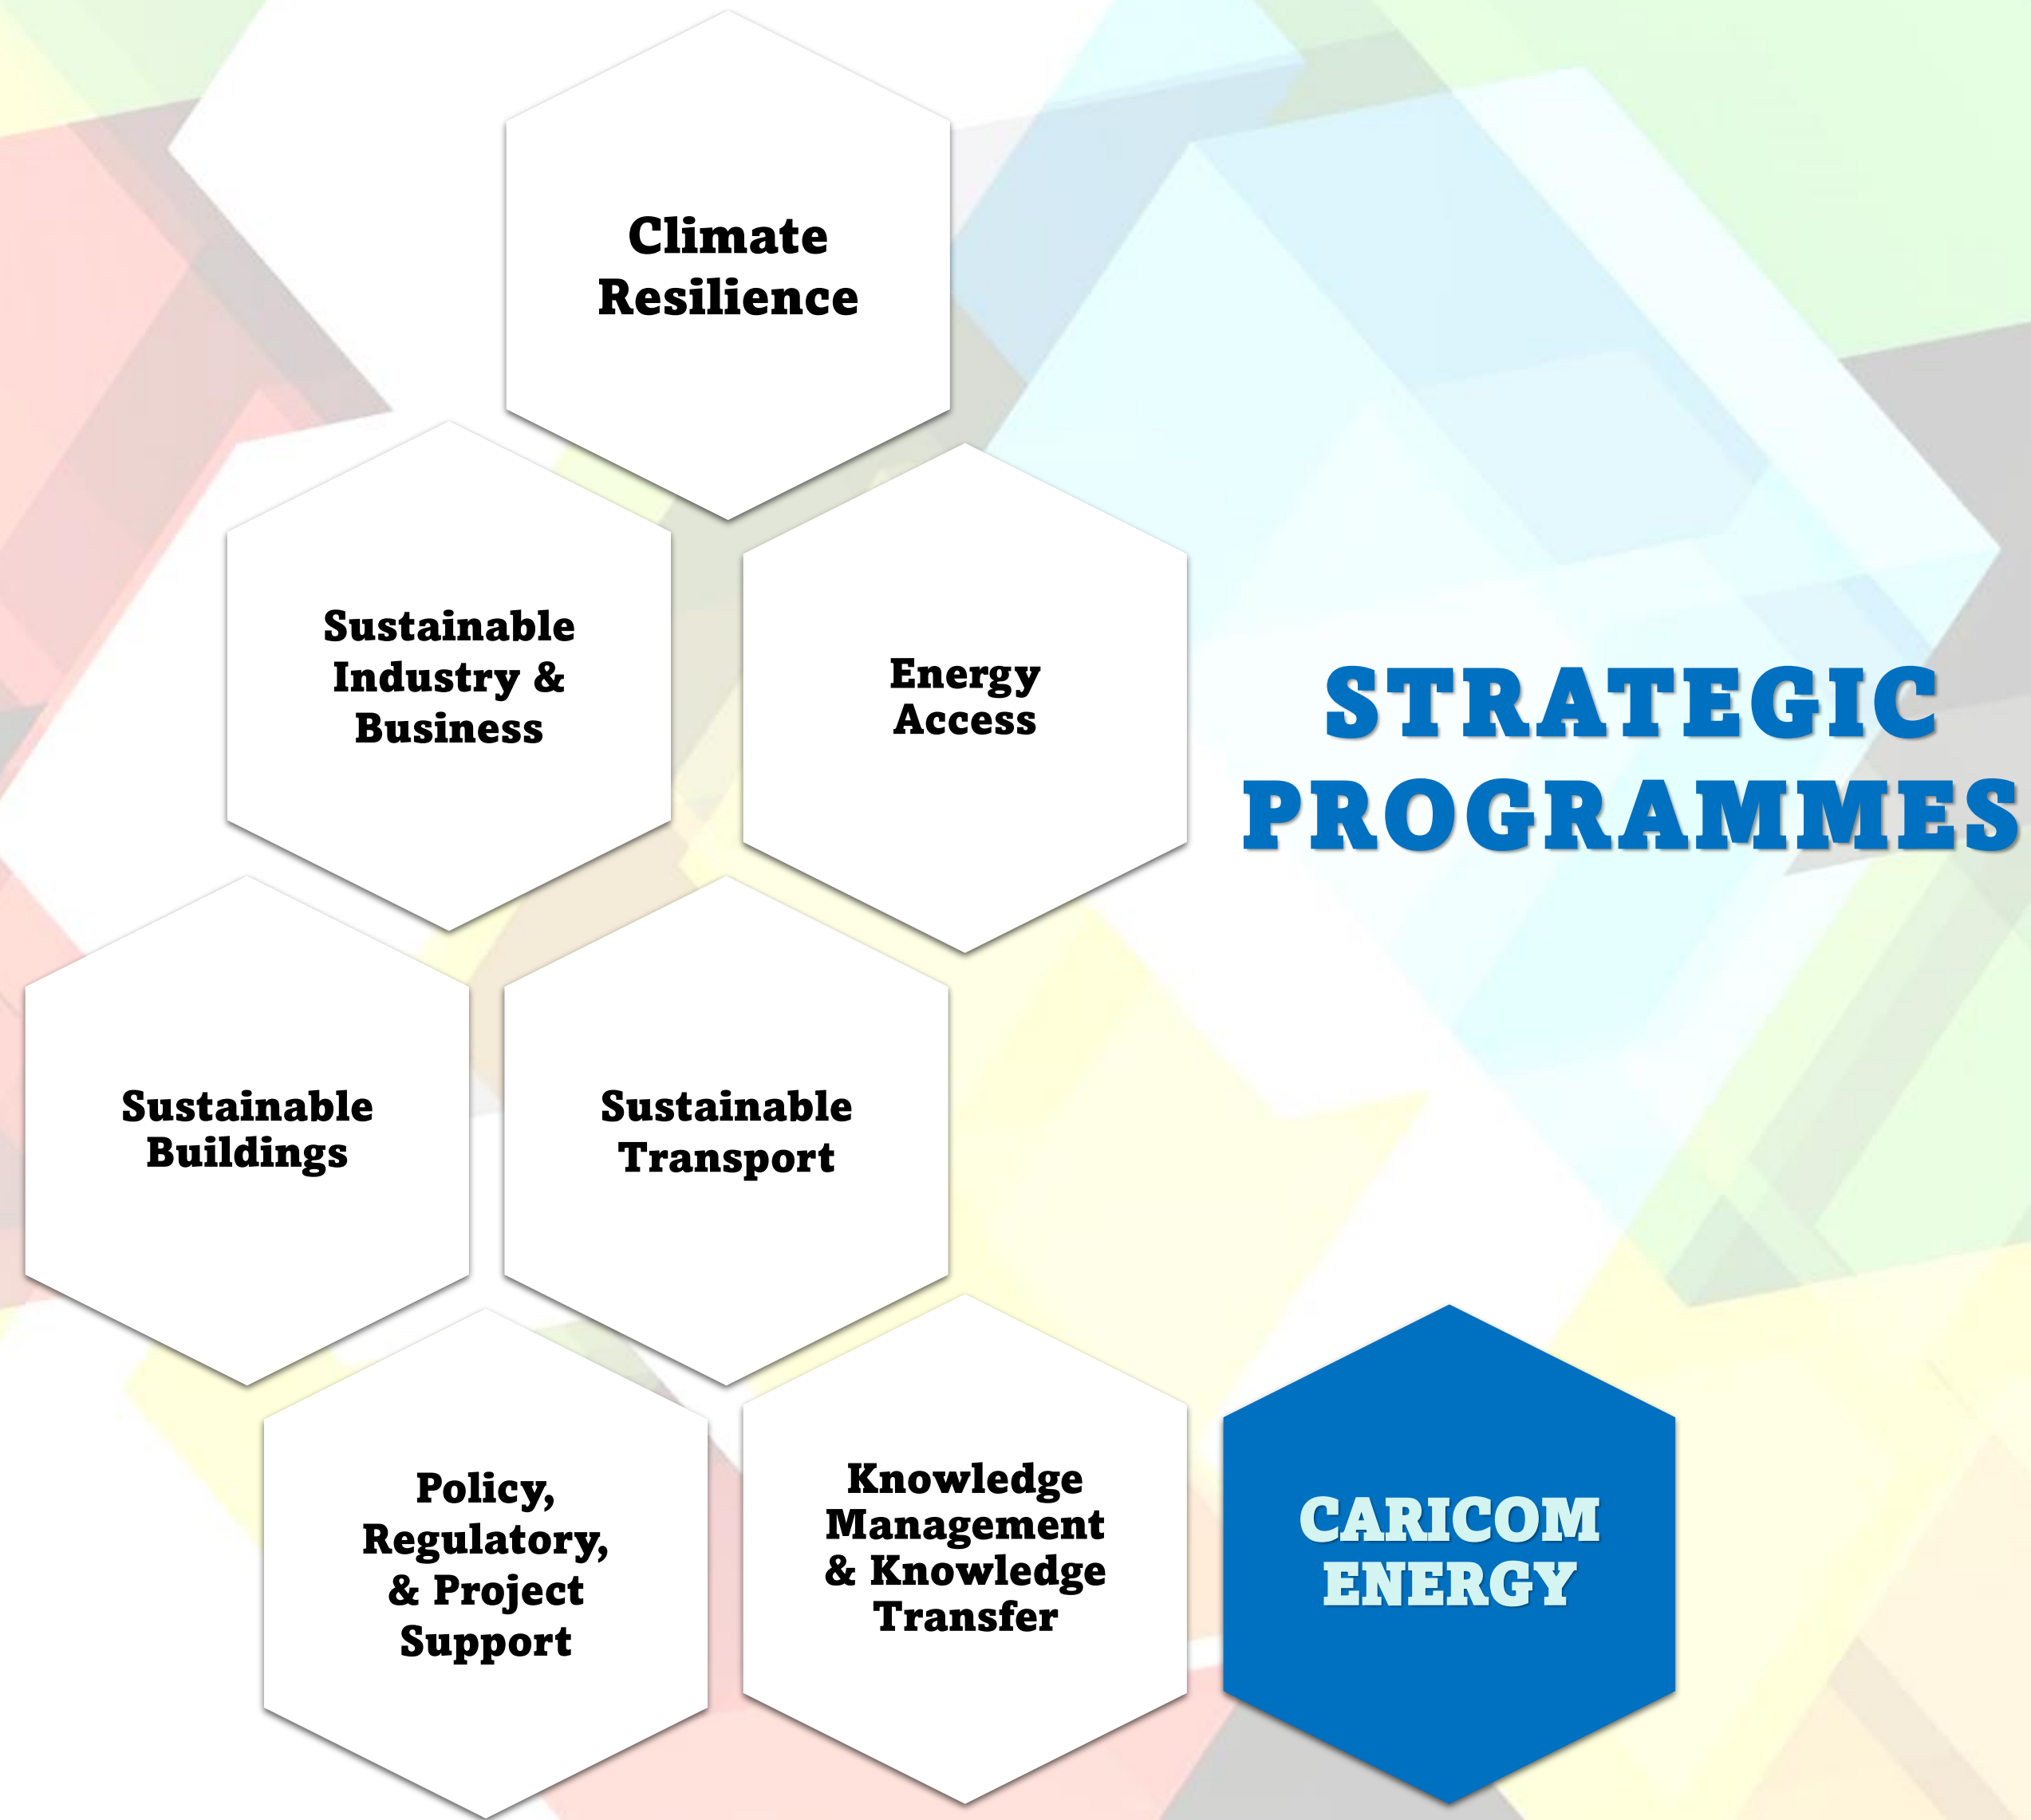 Climate
Resilience
Sustainable
Industry &
Business
Energy
Access
STRATEGIC
PROGRAMMES
Sustainable
Buildings
Sustainable
Transport
Policy,
Regulatory,
& Project
Support
Knowledge
Management
& Knowledge
Transfer
CARICOM
ENERGY